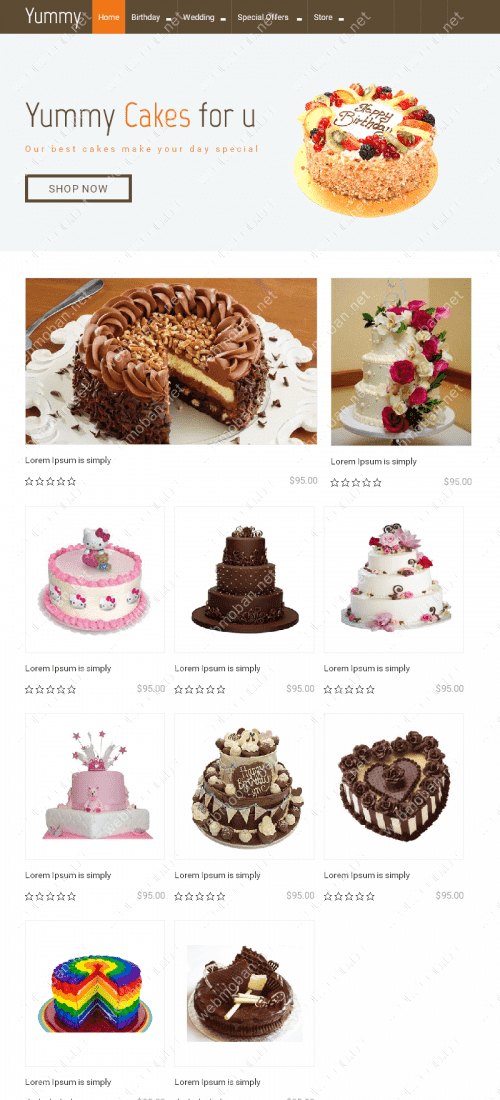 Yummy Home Birthday Wedding Special Offers Store
Yummy Cakes for u
Our best cakes make your day special
SHOP NOW
Happy
Birthday!
Lorem Ipsum is simply
$95.00
Lorem Ipsum is simply
$95.00
Lorem Ipsum is simply
$95.00
Lorem Ipsum is simply
$95.00
Lorem Ipsum is simply
$95.00
Happy
Birthday
Lorem Ipsum is simply
$95.00
Lorem Ipsum is simply
$95.00
Lorem Ipsum is simply
$95.00
webmoban.net
Lorem Ipsum is simply
Lorem Ipsum is simply